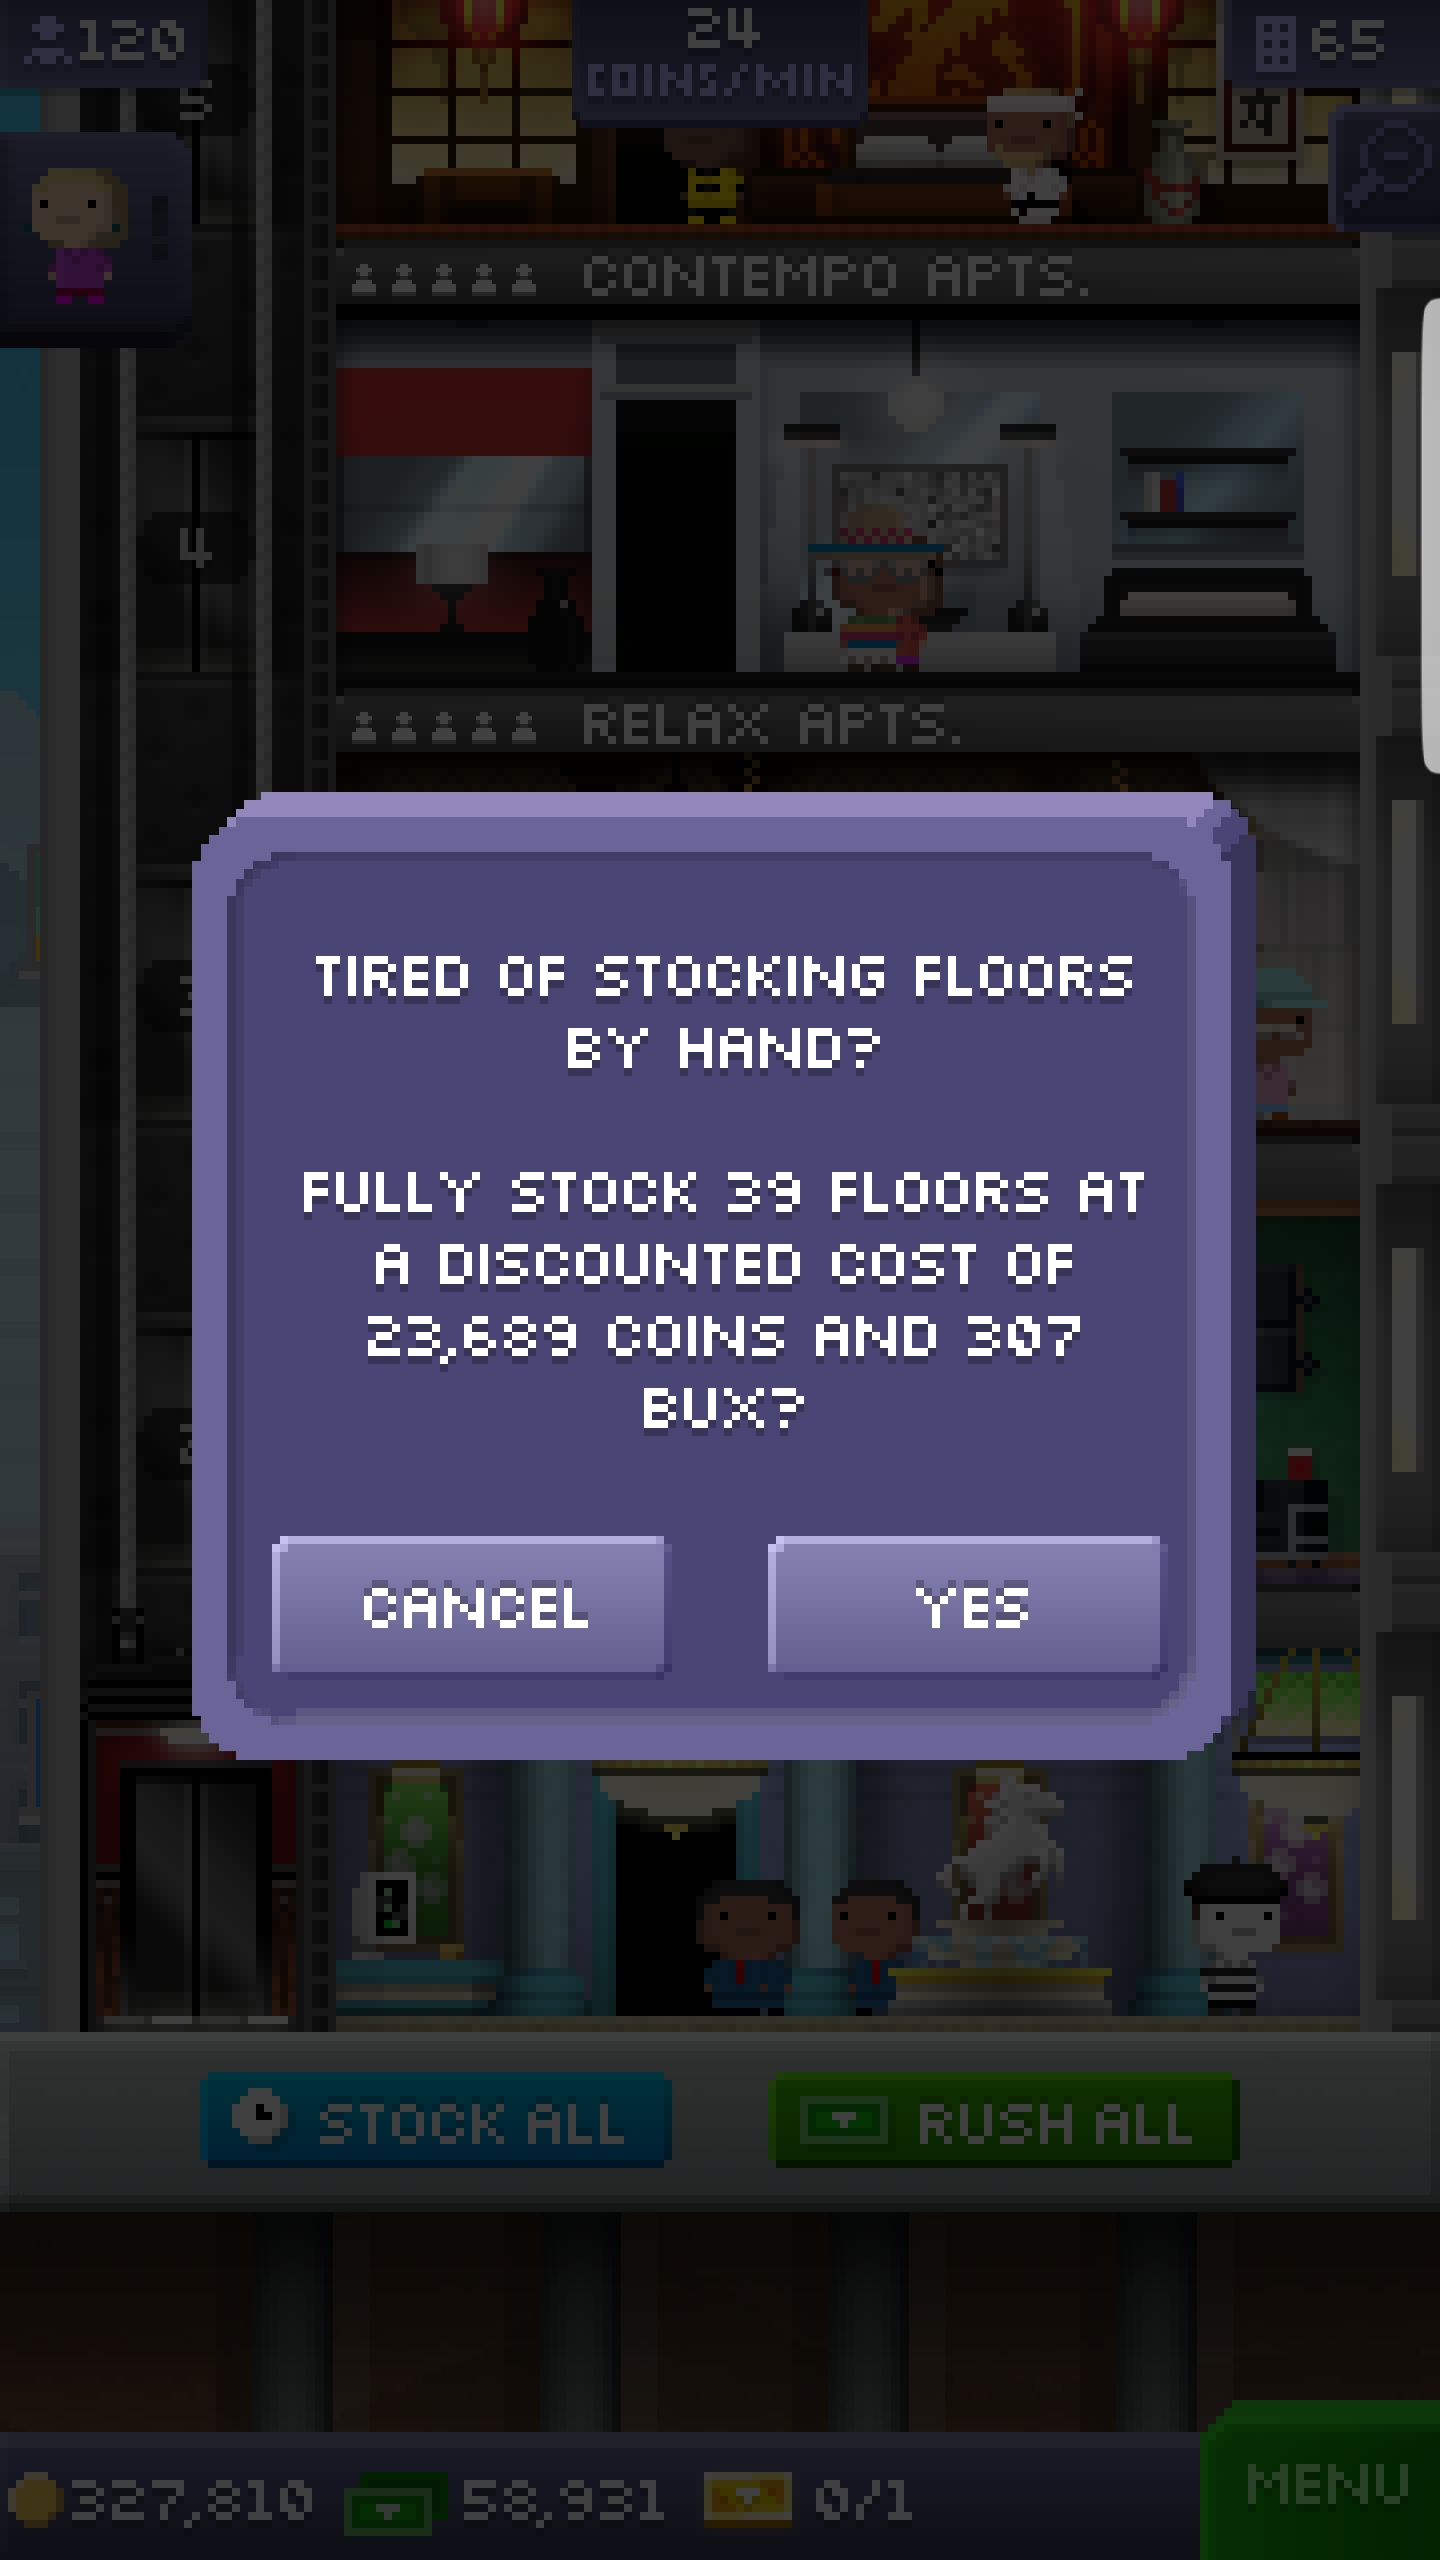 120
24
COINS/MIN
65
5
CONTEMPO APTS.
4
RELAX APTS.
TIRED OF STOCKING FLOORS
BY HAND?
FULLY STOCK 39 FLOORS AT
A DISCOUNTED COST OF
23,689 COINS AND 307
BUX?
CANCEL
YES
STOCK ALL
RUSH ALL
327,810
58,931
0/1
MENU